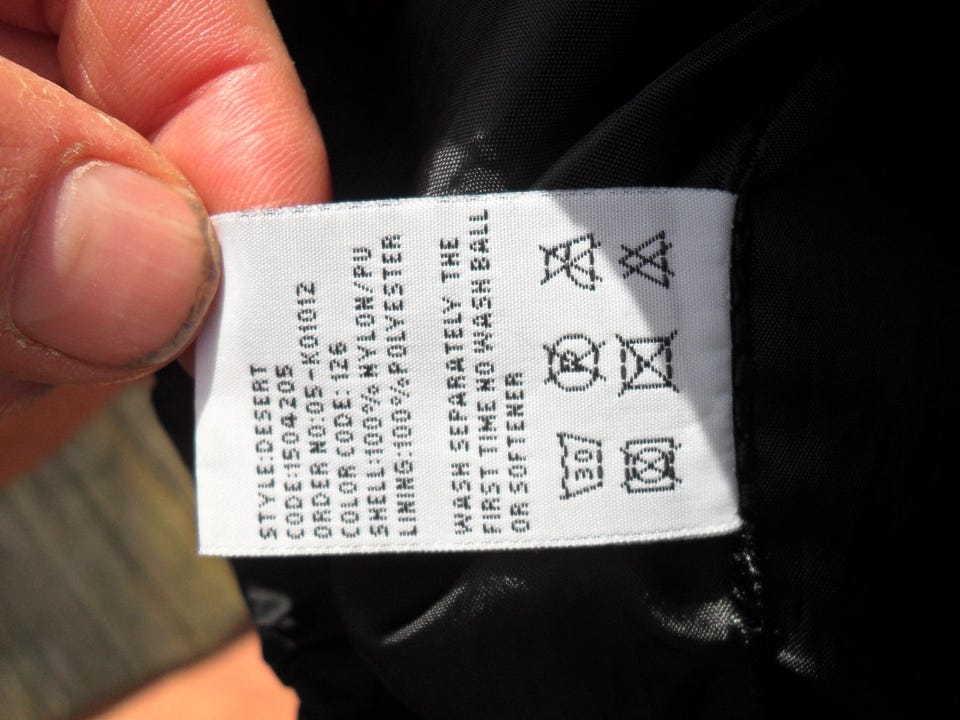 STYLE:DESERT
CODE:1504205
ORDER NO:05-K01012
COLOR CODE:126
SHELL:100%NYLON/PU
LINING:100%POLYESTER
WASH SEPARATELY THE
FIRST TIME NO WASH BALL
OR SOFTENER
30 R A